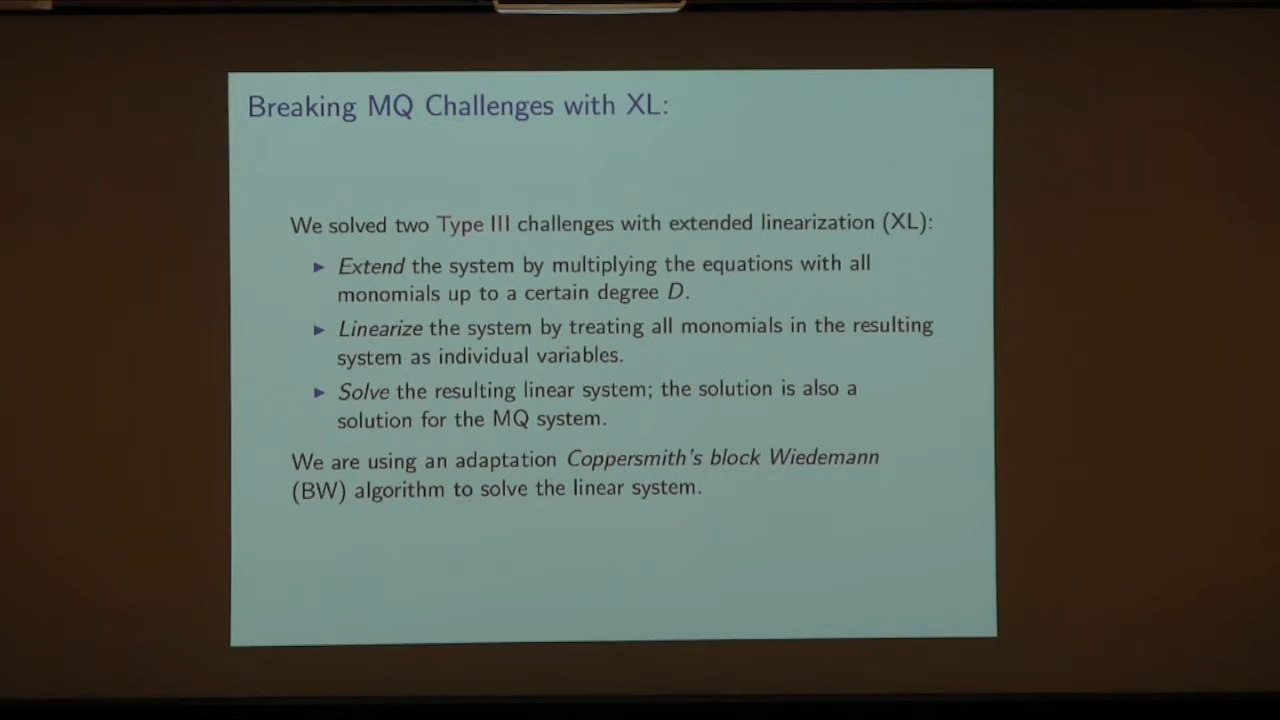 Breaking MQ Challenges with XL:
We solved two Type III challenges with extended linearization (XL):
▶ Extend the system by multiplying the equations with all
monomials up to a certain degree D.
▶ Linearize the system by treating all monomials in the resulting
system as individual variables.
▶ Solve the resulting linear system; the solution is also a
solution for the MQ system.
We are using an adaptation Coppersmith's block Wiedemann
(BW) algorithm to solve the linear system.